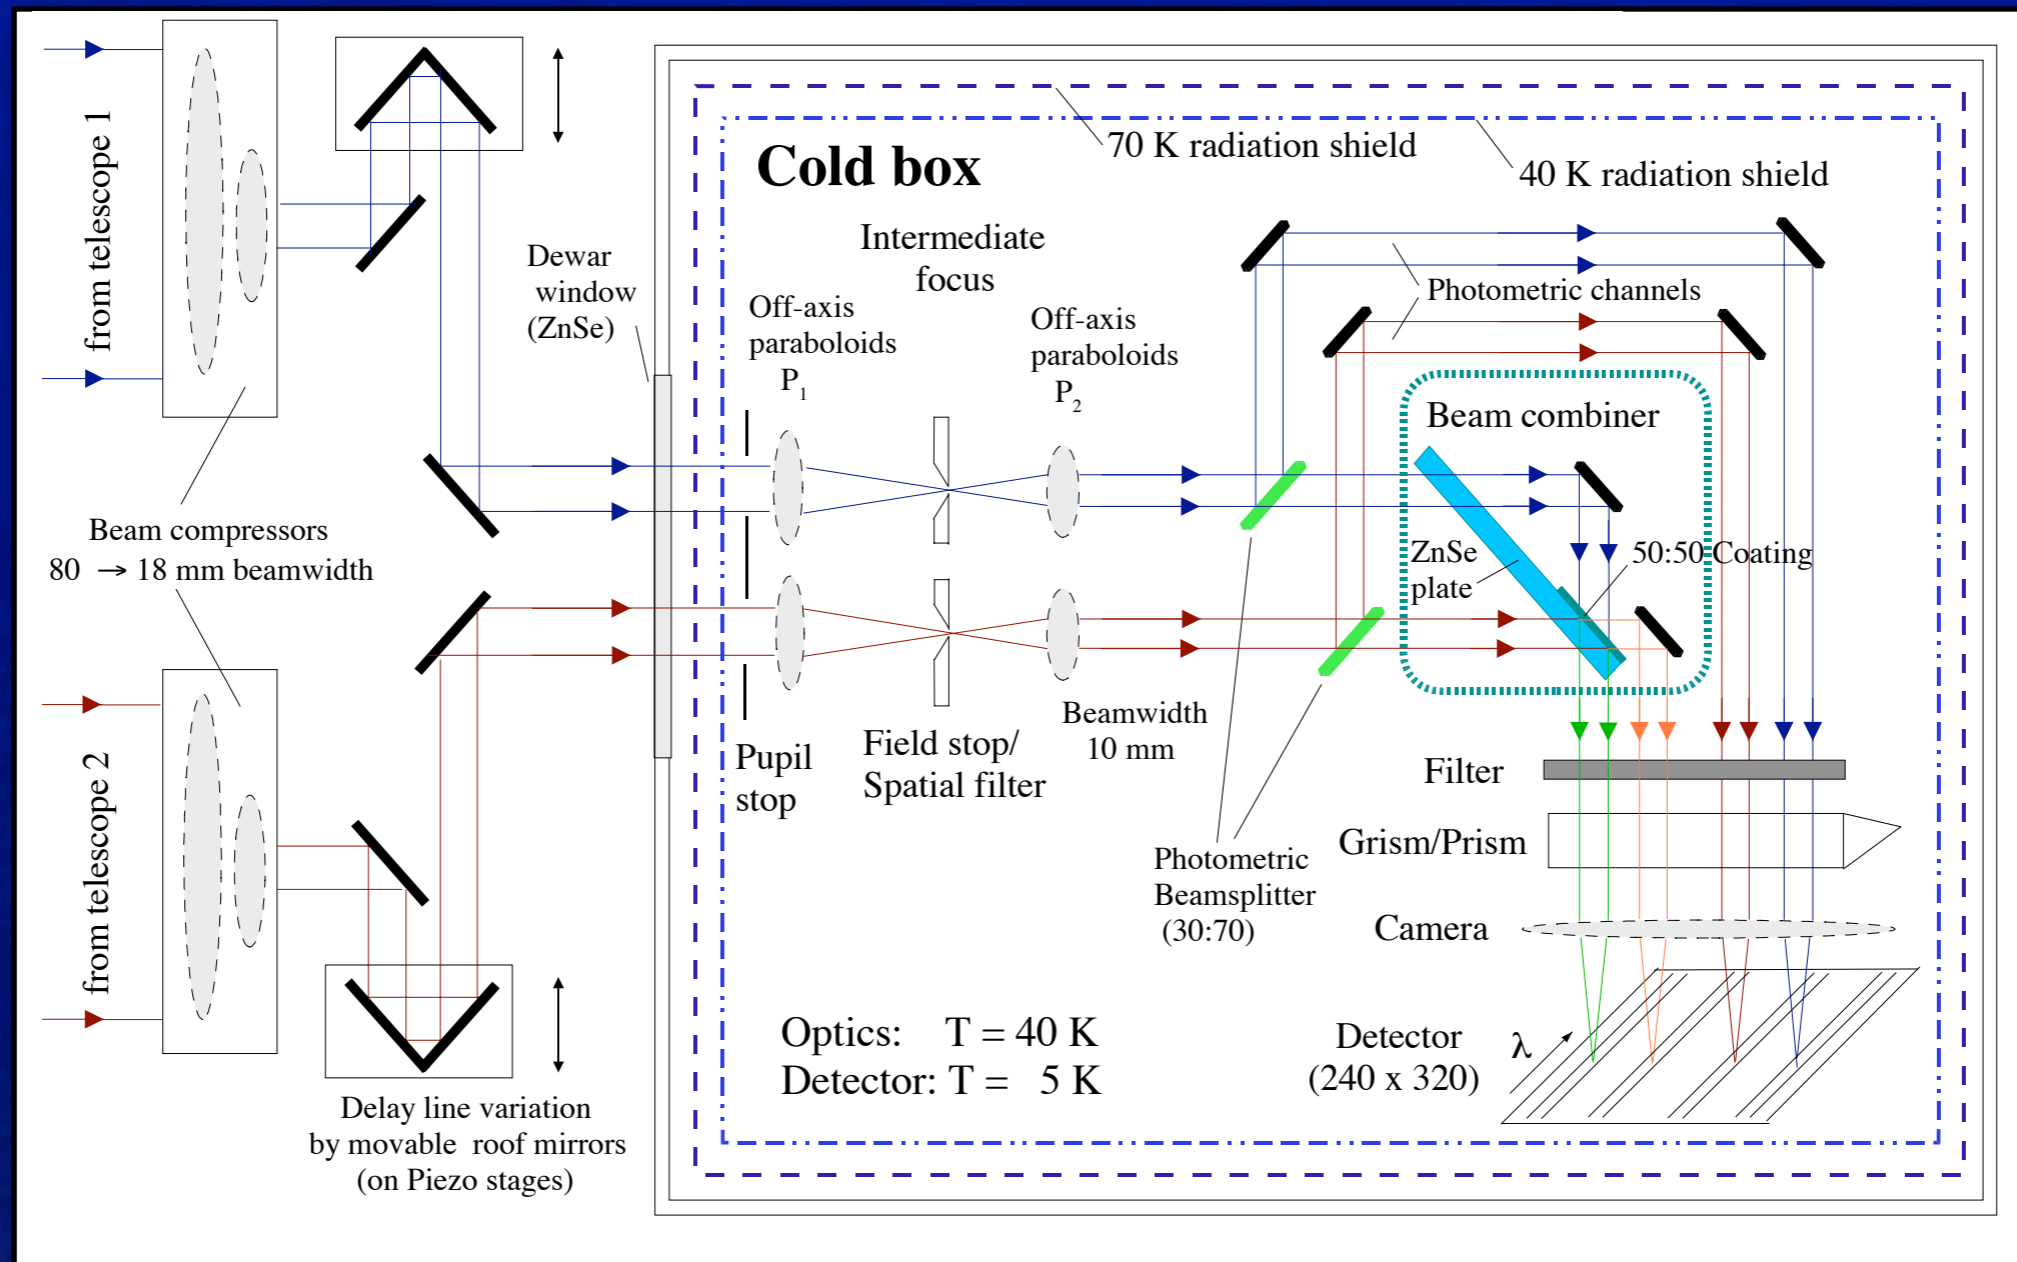 from telescope 1
Beam compressors
80 → 18 mm beamwidth
from telescope 2
Delay line variation
by movable roof mirrors
(on Piezo stages)
Dewar
window
(ZnSe)
Cold box
70 K radiation shield
40 K radiation shield
Off-axis
paraboloids
P1
Intermediate
focus
Off-axis
paraboloids
P2
Photometric channels
Beam combiner
ZnSe
plate
50:50 Coating
Pupil
stop
Field stop/
Spatial filter
Beamwidth
10 mm
Photometric
Beamsplitter
(30:70)
Filter
Grism/Prism
Camera
Detector
(240 x 320)
λ
Optics: T = 40 K
Detector: T = 5 K